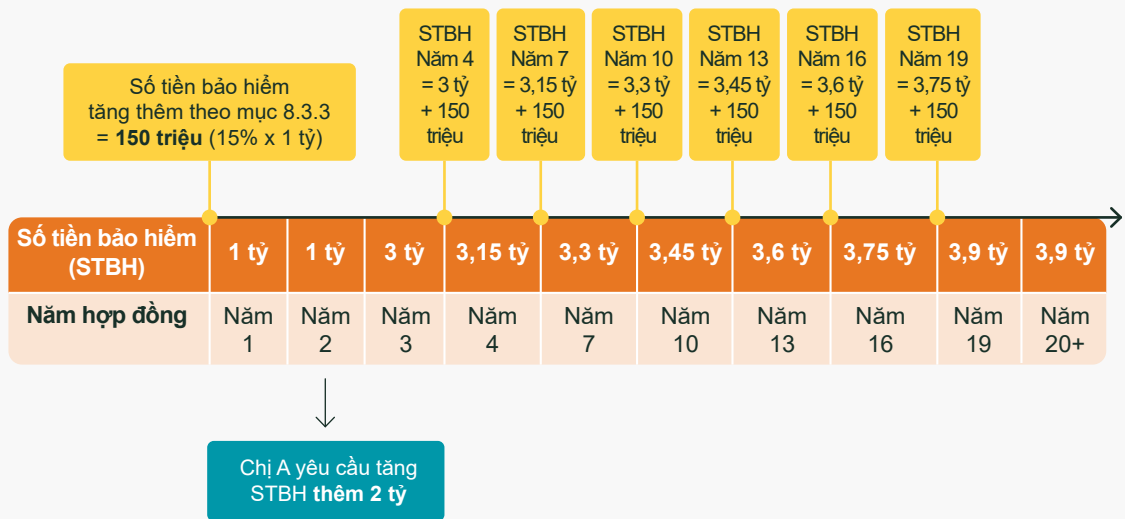 Số tiền bảo hiểm
tăng thêm theo mục 8.3.3
= 150 triệu (15% x 1 tỷ)
STBH
Năm 4
= 3 tỷ
+ 150
triệu
STBH
Năm 7
= 3,15 tỷ
+ 150
triệu
STBH
Năm 10
= 3,3 tỷ
+ 150
triệu
STBH
Năm 13
= 3,45 tỷ
+ 150
triệu
STBH
Năm 16
= 3,6 tỷ
+ 150
triệu
STBH
Năm 19
= 3,75 tỷ
+ 150
triệu
Số tiền bảo hiểm
(STBH)
1 tỷ
1 tỷ
3 tỷ
3,15 tỷ
3,3 tỷ
3,45 tỷ
3,6 tỷ
3,75 tỷ
3,9 tỷ
3,9 tỷ
Năm hợp đồng
Năm
1
Năm
2
Năm
3
Năm
4
Năm
7
Năm
10
Năm
13
Năm
16
Năm
19
Năm
20+
Chị A yêu cầu tăng
STBH thêm 2 tỷ